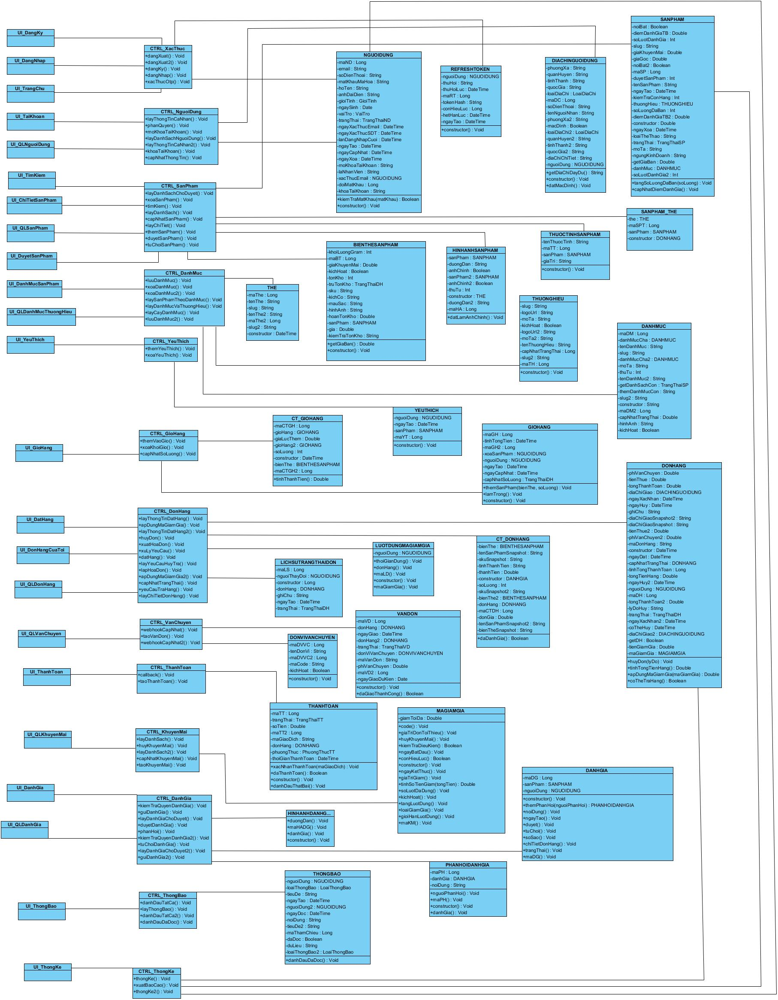 UI_DangKy
UI_DangNhap
UI_TrangChu
UI_TaiKhoan
UI_QLNguoiDung
UI_TimKiem
UI_ChiTietSanPham
UI_QLSanPham
UI_DuyetSanPham
UI_DanhMucSanPham
UI_QLDanhMucThuongHieu
UI_YeuThich
UI_GioHang
UI_DatHang
UI_DonHangCuaToi
UI_QLDonHang
UI_QLVanChuyen
UI_ThanhToan
UI_QLKhuyenMai
UI_DanhGia
UI_QLDanhGia
UI_ThongBao
UI_ThongKe
CTRL_XacThuc
+dangXuat() : Void
+dangXuat2() : Void
+dangKy() : Void
+dangNhap() : Void
+xacThucOtp() : Void
CTRL_NguoiDung
+layThongTinCaNhan() : Void
+phanQuyen() : Void
+moKhoaTaiKhoan() : Void
+layDanhSachNguoiDung() : Void
+layThongTinCaNhan2() : Void
+khoaTaiKhoan() : Void
+capNhatThongTin() : Void
CTRL_SanPham
+layDanhSachChoDuyet() : Void
+xoaSanPham() : Void
+timKiem() : Void
+layDanhSach() : Void
+capNhatSanPham() : Void
+layChiTiet() : Void
+themSanPham() : Void
+duyetSanPham() : Void
+tuChoiSanPham() : Void
CTRL_DanhMuc
+luuDanhMuc() : Void
+xoaDanhMuc() : Void
+xoaDanhMuc2() : Void
+laySanPhamTheoDanhMuc() : Void
+layDanhMucVaThuongHieu() : Void
+layCayDanhMuc() : Void
+luuDanhMuc2() : Void
CTRL_YeuThich
+themYeuThich() : Void
+xoaYeuThich() : Void
CTRL_GioHang
+themVaoGio() : Void
+xoaKhoiGio() : Void
+capNhatSoLuong() : Void
CTRL_DonHang
+layThongTinDatHang() : Void
+apDungMaGiamGia() : Void
+layThongTinDatHang2() : Void
+huyDon() : Void
+xuatHoaDon() : Void
+xuLyYeuCau() : Void
+datHang() : Void
+layYeuCauHuyTra() : Void
+lapHoaDon() : Void
+apDungMaGiamGia2() : Void
+capNhatTrangThai() : Void
+yeuCauTraHang() : Void
+layChiTietDonHang() : Void
CTRL_VanChuyen
+webhookCapNhat() : Void
+taoVanDon() : Void
+webhookCapNhat2() : Void
CTRL_ThanhToan
+callback() : Void
+taoThanhToan() : Void
CTRL_KhuyenMai
+layDanhSach() : Void
+huyKhuyenMai() : Void
+layDanhSach2() : Void
+capNhatKhuyenMai() : Void
+taoKhuyenMai() : Void
CTRL_DanhGia
+kiemTraQuyenDanhGia() : Void
+guiDanhGia() : Void
+layDanhGiaChoDuyet() : Void
+duyetDanhGia() : Void
+phanHoi() : Void
+kiemTraQuyenDanhGia2() : Void
+tuChoiDanhGia() : Void
+layDanhGiaChoDuyet2() : Void
+guiDanhGia2() : Void
CTRL_ThongBao
+danhDauTatCa() : Void
+layThongBao() : Void
+danhDauTatCa2() : Void
+danhDauDaDoc() : Void
CTRL_ThongKe
+thongKe() : Void
+xuatBaoCao() : Void
+thongKe2() : Void
NGUOIDUNG
-maND : Long
-email : String
-soDienThoai : String
-matKhauMaHoa : String
-hoTen : String
-anhDaiDien : String
-gioiTinh : GioiTinh
-ngaySinh : Date
-vaiTro : VaiTro
-trangThai : TrangThaiND
-ngayXacThucEmail : DateTime
-ngayXacThucSDT : DateTime
-lanDangNhapCuoi : DateTime
-ngayTao : DateTime
-ngayCapNhat : DateTime
-ngayXoa : DateTime
-moKhoaTaiKhoan : String
-laNhanVien : String
-xacThucEmail : NGUOIDUNG
-doiMatKhau : Long
-khoaTaiKhoan : String
+kiemTraMatKhau(matKhau) : Boolean
+constructor() : Void
REFRESHTOKEN
-nguoiDung : NGUOIDUNG
-thuHoi : String
-thuHoiLuc : DateTime
-maRT : Long
-tokenHash : String
-conHieuLuc : Long
-hetHanLuc : DateTime
-ngayTao : DateTime
+constructor() : Void
DIACHINGUOIDUNG
-phuongXa : String
-quanHuyen : String
-tinhThanh : String
-quocGia : String
-loaiDiaChi : LoaiDiaChi
-maDC : Long
-soDienThoai : String
-tenNguoiNhan : String
-phuongXa2 : String
-macDinh : Boolean
-loaiDiaChi2 : LoaiDiaChi
-quanHuyen2 : String
-tinhThanh2 : String
-quocGia2 : String
-diaChiChiTiet : String
-nguoiDung : NGUOIDUNG
+getDiaChiDayDu() : String
+constructor() : Void
+datMacDinh() : Void
SANPHAM
-noiBat : Boolean
-diemDanhGiaTB : Double
-soLuotDanhGia : Int
-slug : String
-giaKhuyenMai : Double
-giaGoc : Double
-noiBat2 : Boolean
-maSP : Long
-duyetSanPham : Int
-tenSanPham : String
-ngayTao : DateTime
-kiemTraConHang : Int
-thuongHieu : THUONGHIEU
-soLuongDaBan : Int
-diemDanhGiaTB2 : Double
-constructor : Double
-ngayXoa : DateTime
-loaiTheThao : String
-trangThai : TrangThaiSP
-moTa : String
-ngungKinhDoanh : String
-getGiaBan : Double
-danhMuc : DANHMUC
-soLuotDanhGia2 : Int
+tangSoLuongDaBan(soLuong) : Void
+capNhatDiemDanhGia() : Void
SANPHAM_THE
-the : THE
-maSPT : Long
-sanPham : SANPHAM
-constructor : DONHANG
THUOCTINHSANPHAM
-tenThuocTinh : String
-maTT : Long
-sanPham : SANPHAM
-giaTri : String
+constructor() : Void
HINHANHSANPHAM
-sanPham : SANPHAM
-duongDan : String
-anhChinh : Boolean
-sanPham2 : SANPHAM
-anhChinh2 : Boolean
-thuTu : Int
-constructor : THE
-duongDan2 : String
-maHA : Long
+datLamAnhChinh() : Void
BIENTHESANPHAM
-khoiLuongGram : Int
-maBT : Long
-giaKhuyenMai : Double
-kichHoat : Boolean
-tonKho : Int
-truTonKho : TrangThaiDH
-sku : String
-kichCo : String
-mauSac : String
-hinhAnh : String
-hoanTonKho : Double
-sanPham : SANPHAM
-gia : Double
-kiemTraTonKho : String
+getGiaBan() : Double
+constructor() : Void
THE
-maThe : Long
-tenThe : String
-slug : String
-tenThe2 : String
-maThe2 : Long
-slug2 : String
-constructor : DateTime
THUONGHIEU
-slug : String
-logoUrl : String
-moTa : String
-kichHoat : Boolean
-logoUrl2 : String
-moTa2 : String
-tenThuongHieu : String
-capNhatTrangThai : Long
-slug2 : String
-maTH : Long
+constructor() : Void
DANHMUC
-maDM : Long
-danhMucCha : DANHMUC
-tenDanhMuc : String
-slug : String
-danhMucCha2 : DANHMUC
-moTa : String
-thuTu : Int
-tenDanhMuc2 : String
-getDanhSachCon : TrangThaiSP
-themDanhMucCon : String
-slug2 : String
-constructor : String
-maDM2 : Long
-capNhatTrangThai : Double
-hinhAnh : String
-kichHoat : Boolean
YEUTHICH
-nguoiDung : NGUOIDUNG
-ngayTao : DateTime
-sanPham : SANPHAM
-maYT : Long
+constructor() : Void
CT_GIOHANG
-maCTGH : Long
-gioHang : GIOHANG
-giaLucThem : Double
-gioHang2 : GIOHANG
-soLuong : Int
-constructor : DateTime
-bienThe : BIENTHESANPHAM
-maCTGH2 : Long
+tinhThanhTien() : Double
GIOHANG
-maGH : Long
-tinhTongTien : DateTime
-maGH2 : Long
-xoaSanPham : NGUOIDUNG
-nguoiDung : NGUOIDUNG
-ngayTao : DateTime
-ngayCapNhat : DateTime
-capNhatSoLuong : TrangThaiDH
+themSanPham(bienThe, soLuong) : Void
+lamTrong() : Void
+constructor() : Void
DONHANG
-phiVanChuyen : Double
-tienThue : Double
-tongThanhToan : Double
-diaChiGiao : DIACHINGUOIDUNG
-ngayXacNhan : DateTime
-ngayHuy : DateTime
-ghiChu : String
-diaChiGiaoSnapshot2 : String
-diaChiGiaoSnapshot : String
-tienThue2 : Double
-phiVanChuyen2 : Double
-maDonHang : String
-constructor : DateTime
-ngayDat : DateTime
-capNhatTrangThai : DONHANG
-tinhTongThanhToan : Long
-tongTienHang : Double
-ngayHuy2 : DateTime
-nguoiDung : NGUOIDUNG
-maDH : Long
-tongThanhToan2 : Double
-lyDoHuy : String
-trangThai : TrangThaiDH
-ngayXacNhan2 : DateTime
-coTheHuy : DateTime
-diaChiGiao2 : DIACHINGUOIDUNG
-getDH : Boolean
-tienGiamGia : Double
-maGiamGia : MAGIAMGIA
+huyDon(lyDo) : Void
+tinhTongTienHang() : Double
+apDungMaGiamGia(maGiamGia) : Double
+coTheTraHang() : Boolean
CT_DONHANG
-bienThe : BIENTHESANPHAM
-tenSanPhamSnapshot : String
-skuSnapshot : String
-tinhThanhTien : String
-thanhTien : Double
-constructor : DANHGIA
-soLuong : Int
-skuSnapshot2 : String
-bienThe2 : BIENTHESANPHAM
-donHang : DONHANG
-maCTDH : Long
-donGia : Double
-tenSanPhamSnapshot2 : String
-bienTheSnapshot : String
+daDanhGia() : Boolean
LUOTDUNGMAGIAMGIA
-nguoiDung : NGUOIDUNG
+thoiGianDung() : Void
+donHang() : Void
+maLD() : Void
+constructor() : Void
+maGiamGia() : Void
LICHSUTRANGTHAIDON
-maLS : Long
-nguoiThayDoi : NGUOIDUNG
-constructor : Long
-donHang : DONHANG
-ghiChu : String
-ngayTao : DateTime
-trangThai : TrangThaiDH
VANDON
-maVD : Long
-donHang : DONHANG
-ngayGiao : DateTime
-donHang2 : DONHANG
-trangThai : TrangThaiVD
-donViVanChuyen : DONVIVANCHUYEN
-maVanDon : String
-phiVanChuyen : Double
-maVD2 : Long
-ngayGiaoDuKien : Date
+constructor() : Void
+daGiaoThanhCong() : Boolean
DONVIVANCHUYEN
-maDVVC : Long
-tenDonVi : String
-maDVVC2 : Long
-maCode : String
-kichHoat : Boolean
+constructor() : Void
THANHTOAN
-maTT : Long
-trangThai : TrangThaiTT
-soTien : Double
-maTT2 : Long
-maGiaoDich : String
-donHang : DONHANG
-phuongThuc : PhuongThucTT
-thoiGianThanhToan : DateTime
+xacNhanThanhToan(maGiaoDich) : Void
+daThanhToan() : Boolean
+constructor() : Void
+danhDauThatBai() : Void
MAGIAMGIA
-giamToiDa : Double
+code() : Void
+giaTriDonToiThieu() : Void
+huyKhuyenMai() : Void
+kiemTraDieuKien() : Boolean
+ngayBatDau() : Void
+conHieuLuc() : Boolean
+constructor() : Void
+ngayKetThuc() : Void
+giaTriGiam() : Void
+tinhSoTienGiam(tongTien) : Double
+soLuotDaDung() : Void
+kichHoat() : Void
+tangLuotDung() : Void
+loaiGiamGia() : Void
+gioiHanLuotDung() : Void
+maKM() : Void
DANHGIA
-maDG : Long
-sanPham : SANPHAM
-nguoiDung : NGUOIDUNG
+constructor() : Void
+themPhanHoi(nguoiPhanHoi) : PHANHOIDANHGIA
+noiDung() : Void
+ngayTao() : Void
+duyet() : Void
+tuChoi() : Void
+soSao() : Void
+chiTietDonHang() : Void
+trangThai() : Void
+maDG() : Void
HINHANHDANHG...
+duongDan() : Void
+maHADG() : Void
+danhGia() : Void
+constructor() : Void
PHANHOIDANHGIA
-maPH : Long
-danhGia : DANHGIA
-noiDung : String
+nguoiPhanHoi() : Void
+maPH() : Void
+constructor() : Void
+danhGia() : Void
THONGBAO
-nguoiDung : NGUOIDUNG
-loaiThongBao : LoaiThongBao
-tieuDe : String
-ngayTao : DateTime
-nguoiDung2 : NGUOIDUNG
-ngayDoc : DateTime
-noiDung : String
-tieuDe2 : String
-maThamChieu : Long
-daDoc : Boolean
-duLieu : String
-loaiThongBao2 : LoaiThongBao
+danhDauDaDoc() : Void